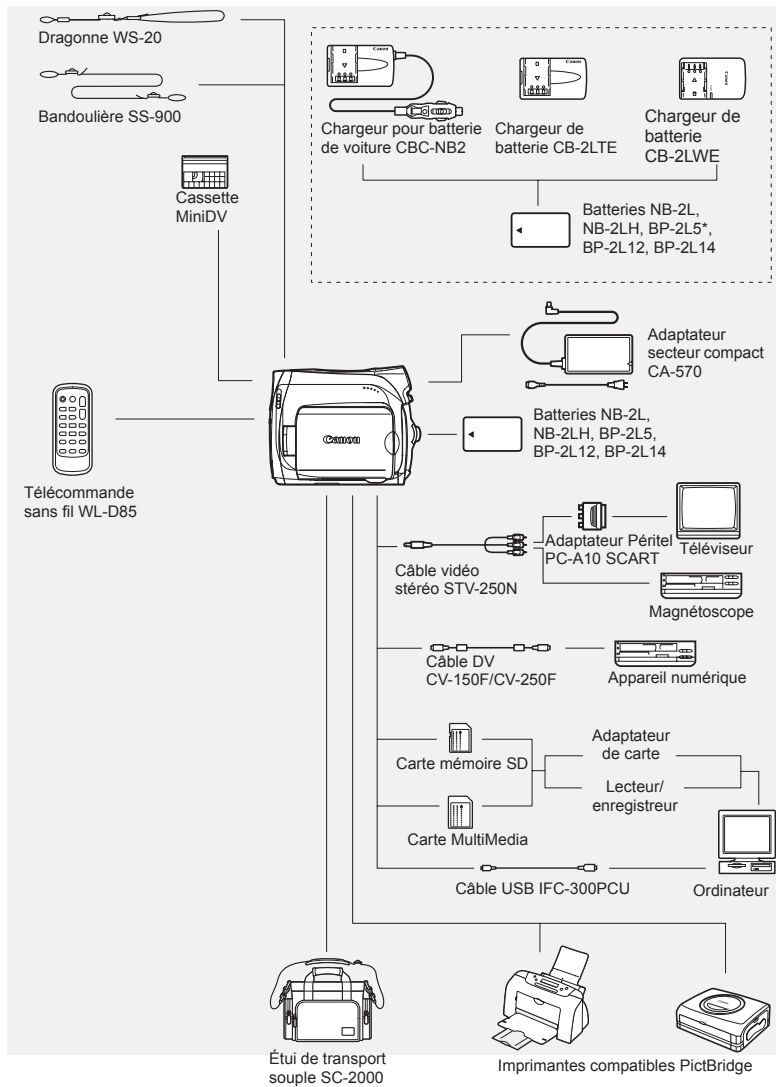 Dragonne WS-20
Bandoulière SS-900
Cassette
MiniDV
Canon
Chargeur pour batterie
de voiture CBC-NB2
Canon
Chargeur de
batterie CB-2LTE
Canon
Chargeur de
batterie
CB-2LWE
Batteries NB-2L,
NB-2LH, BP-2L5*,
BP-2L12, BP-2L14
Adaptateur
secteur compact
CA-570
Canon
Batteries NB-2L,
NB-2LH, BP-2L5,
BP-2L12, BP-2L14
Télécommande
sans fil WL-D85
Câble vidéo
stéréo STV-250N
Adaptateur Péritel
PC-A10 SCART
Téléviseur
Magnétoscope
Câble DV
CV-150F/CV-250F
Appareil numérique
Carte mémoire SD
Adaptateur
de carte
Lecteur/
enregistreur
Carte MultiMedia
Câble USB IFC-300PCU
Ordinateur
Étui de transport
souple SC-2000
Imprimantes compatibles PictBridge